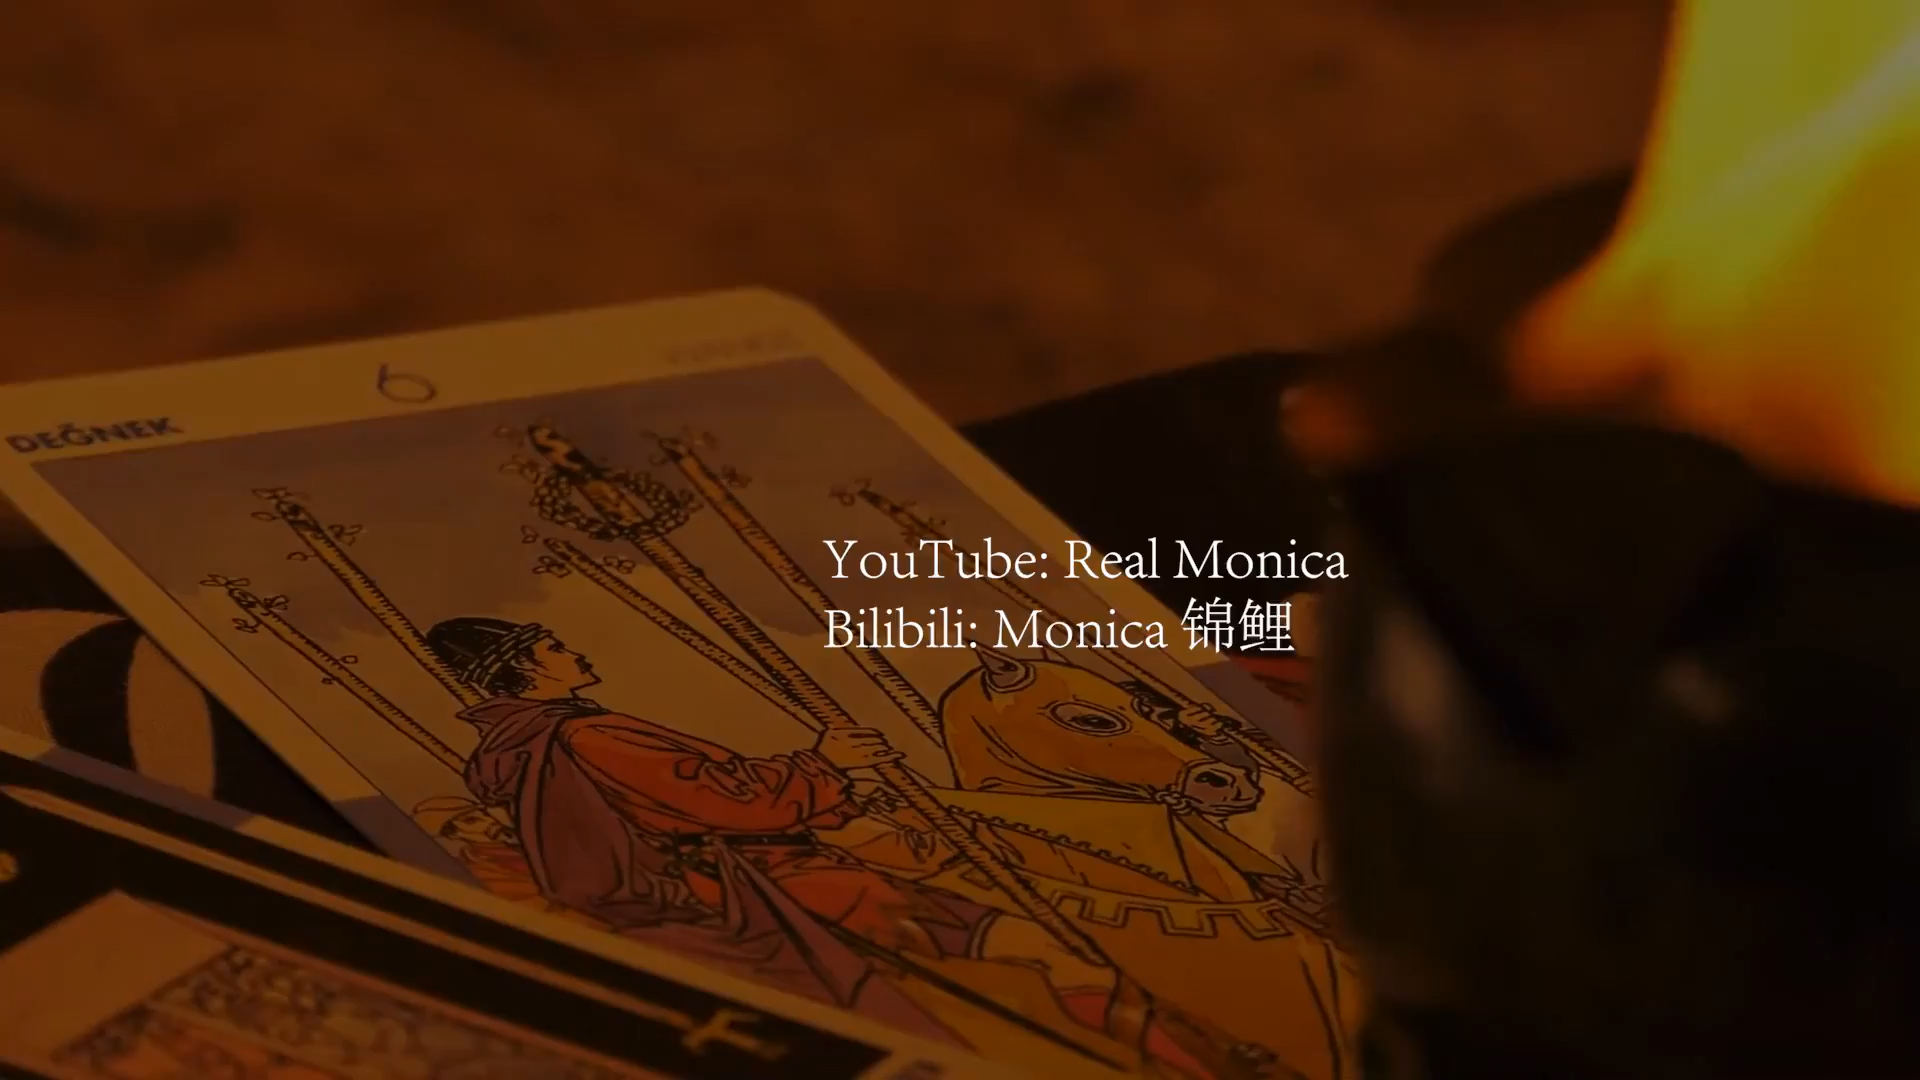 6
DEĞNEK
YouTube: Real Monica
Bilibili: Monica 锦鲤